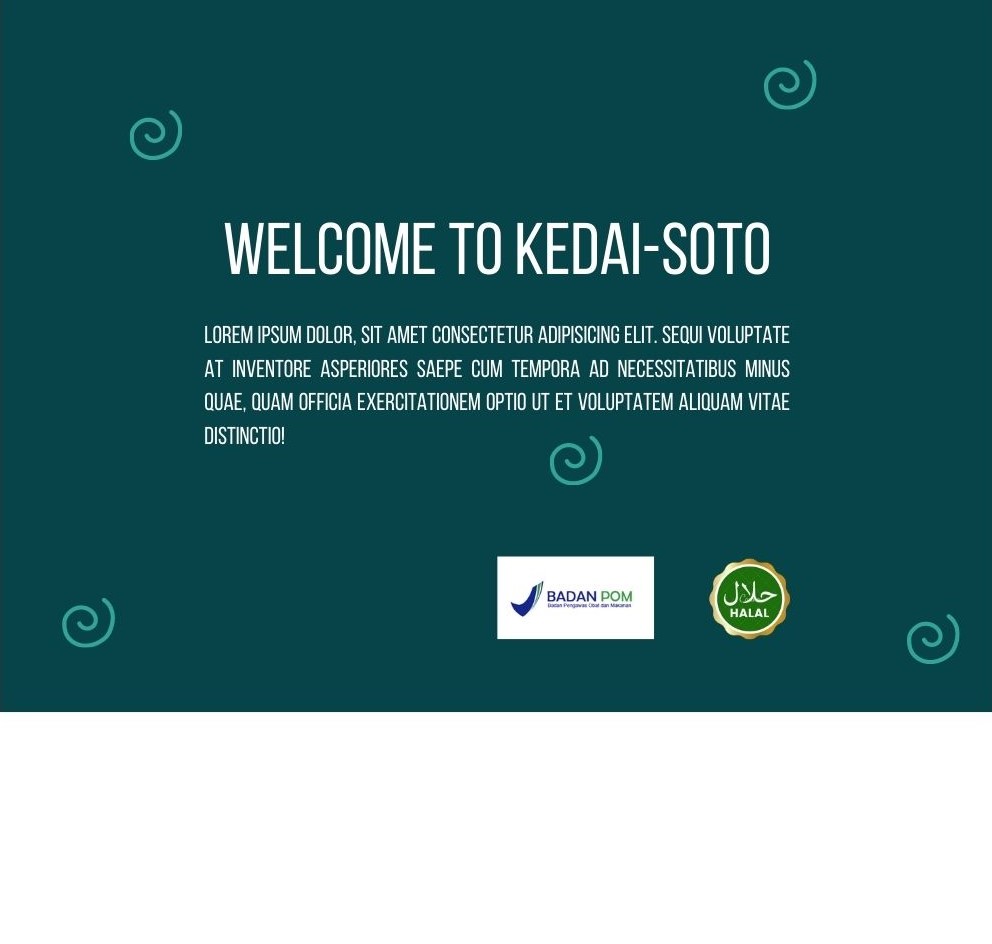 WELCOME TO KEDAI-SOTO
LOREM IPSUM DOLOR, SIT AMET CONSECTETUR ADIPISICING ELIT. SEQUI VOLUPTATE
AT INVENTORE ASPERIORES SAEPE CUM TEMPORA AD NECESSITATIBUS MINUS
QUAE, QUAM OFFICIA EXERCITATIONEM OPTIO UT ET VOLUPTATEM ALIQUAM VITAE
DISTINCTIO!
BADAN POM
Badan Pengawas Obat dan Makanan
حلال
HALAL